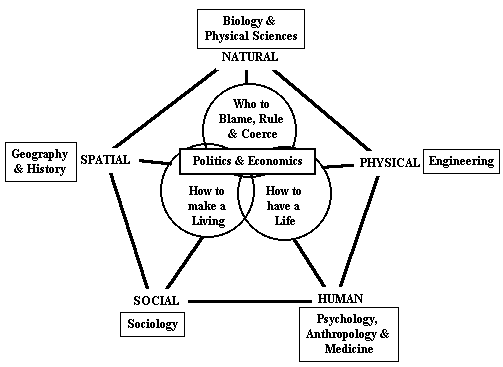 Biology &
Physical Sciences
NATURAL
Who to
Blame, Rule
& Coerce
Geography
& History
SPATIAL
Politics & Economics
PHYSICAL
Engineering
How to
make a
Living
How to
have a
Life
SOCIAL
Sociology
HUMAN
Psychology,
Anthropology &
Medicine